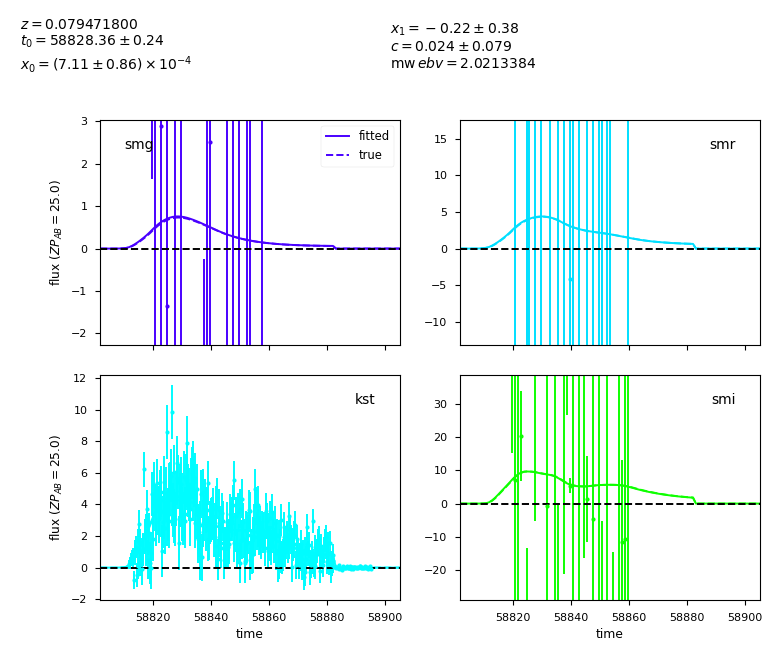 z = 0.079471800
t₀ = 58828.36 ± 0.24
x₀ = (7.11 ± 0.86) × 10⁻⁴
x₁ = −0.22 ± 0.38
c = 0.024 ± 0.079
mw ebv = 2.0213384
smg
fitted
true
3
2
1
0
−1
−2
flux (ZP_AB = 25.0)
smr
15
10
5
0
−5
−10
kst
12
10
8
6
4
2
0
−2
flux (ZP_AB = 25.0)
58820 58840 58860 58880 58900
time
smi
30
20
10
0
−10
−20
58820 58840 58860 58880 58900
time